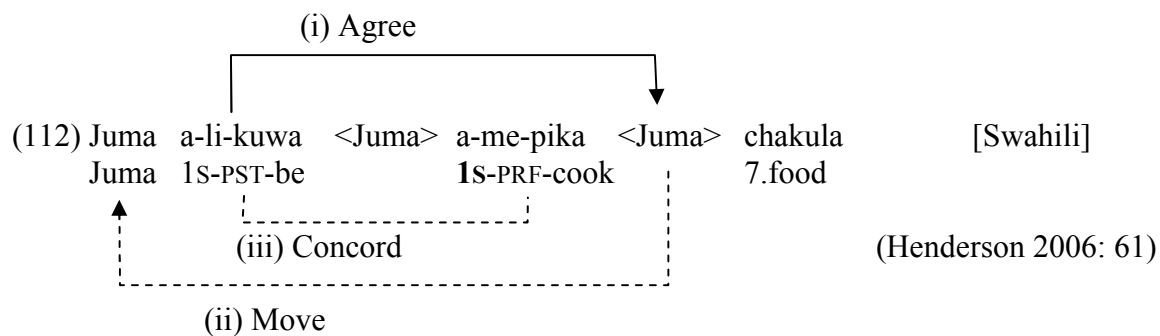 (i) Agree
(112) Juma a-li-kuwa <Juma> a-me-pika <Juma> chakula [Swahili]
Juma 1S-PST-be 1S-PRF-cook 7.food
(iii) Concord (Henderson 2006: 61)
(ii) Move